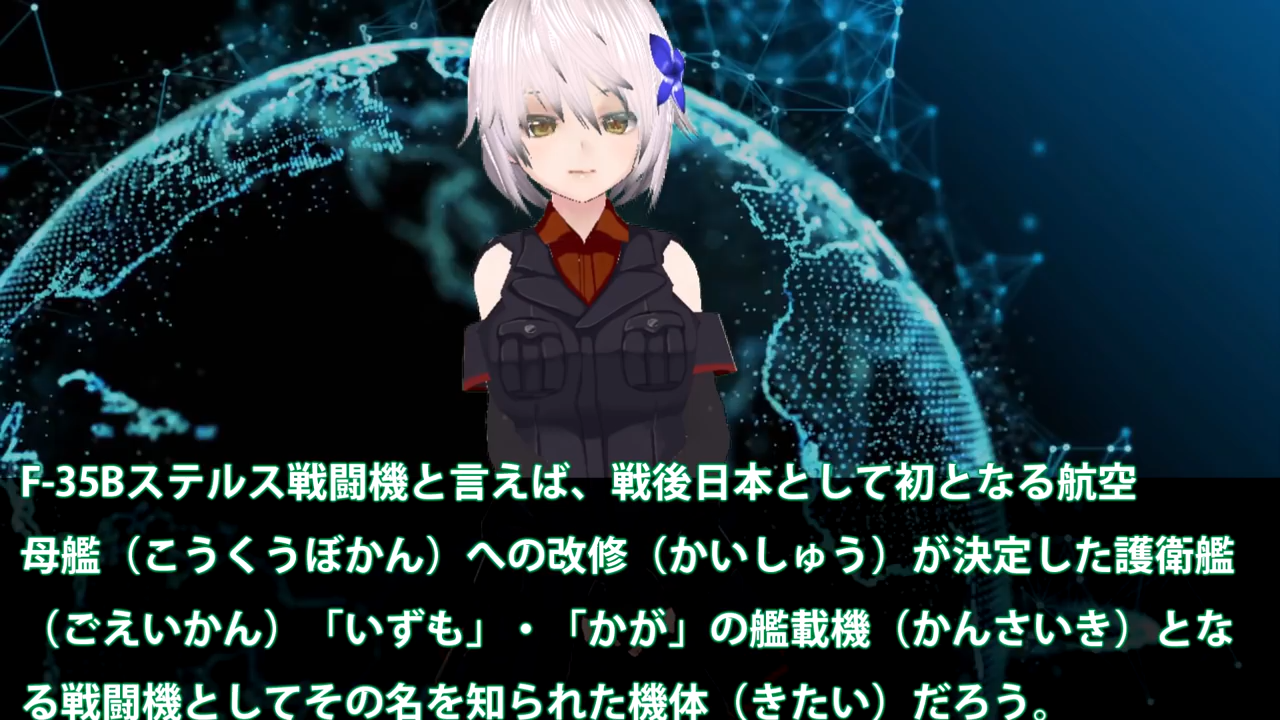 F-35Bステルス戦闘機と言えば、戦後日本として初となる航空
母艦（こうくうぼかん）への改修（かいしゅう）が決定した護衛艦
（ごえいかん）「いずも」・「かが」の艦載機（かんさいき）とな
る戦闘機としてその名を知られた機体（きたい）だろう。